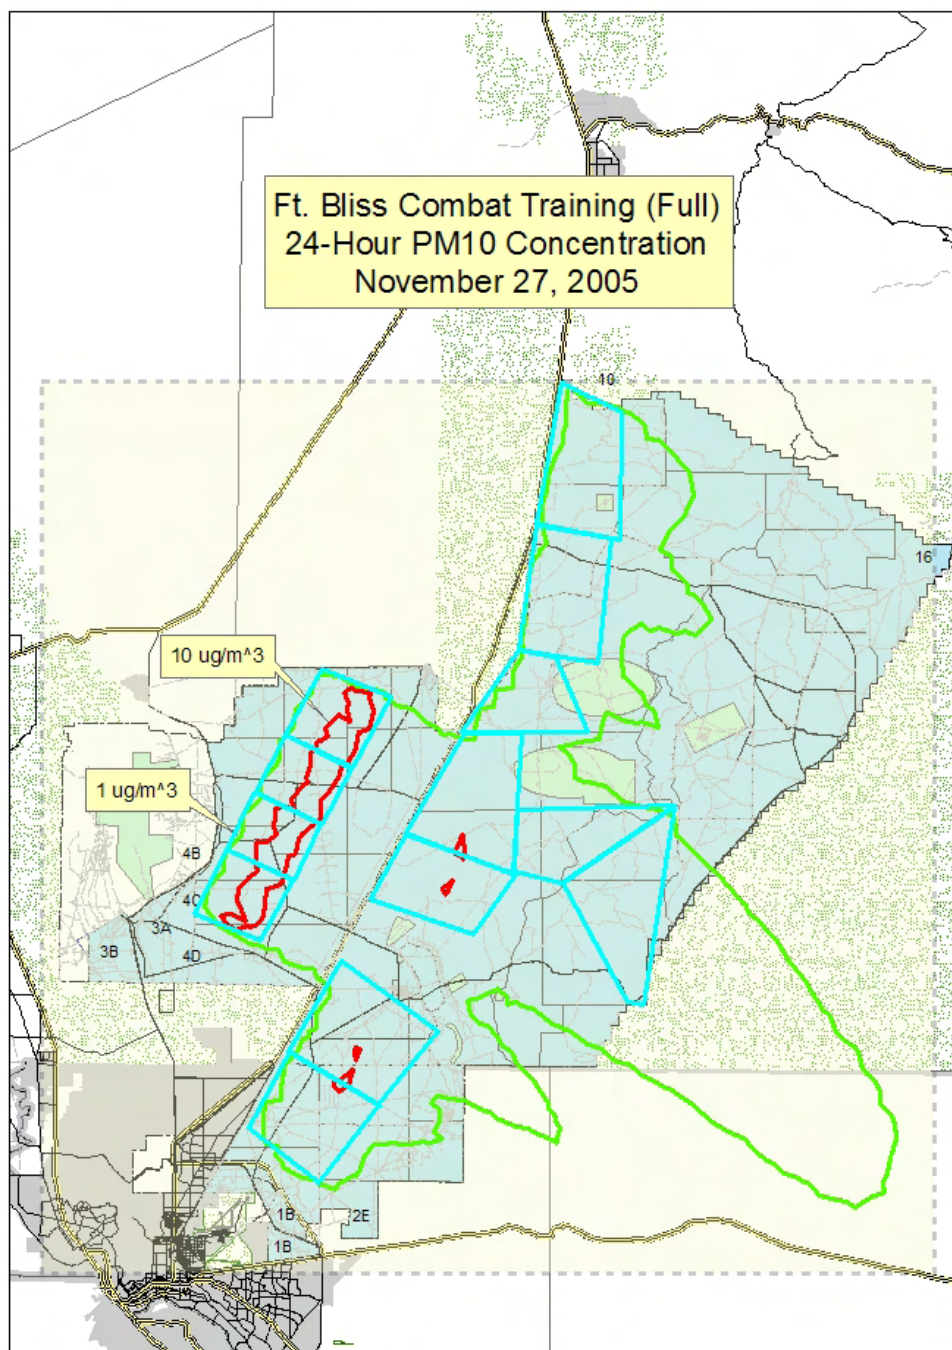 Ft. Bliss Combat Training (Full)
24-Hour PM10 Concentration
November 27, 2005
10
16
10 ug/m^3
1 ug/m^3
4B
4C
3A
3B
4D
1B
2E
1B